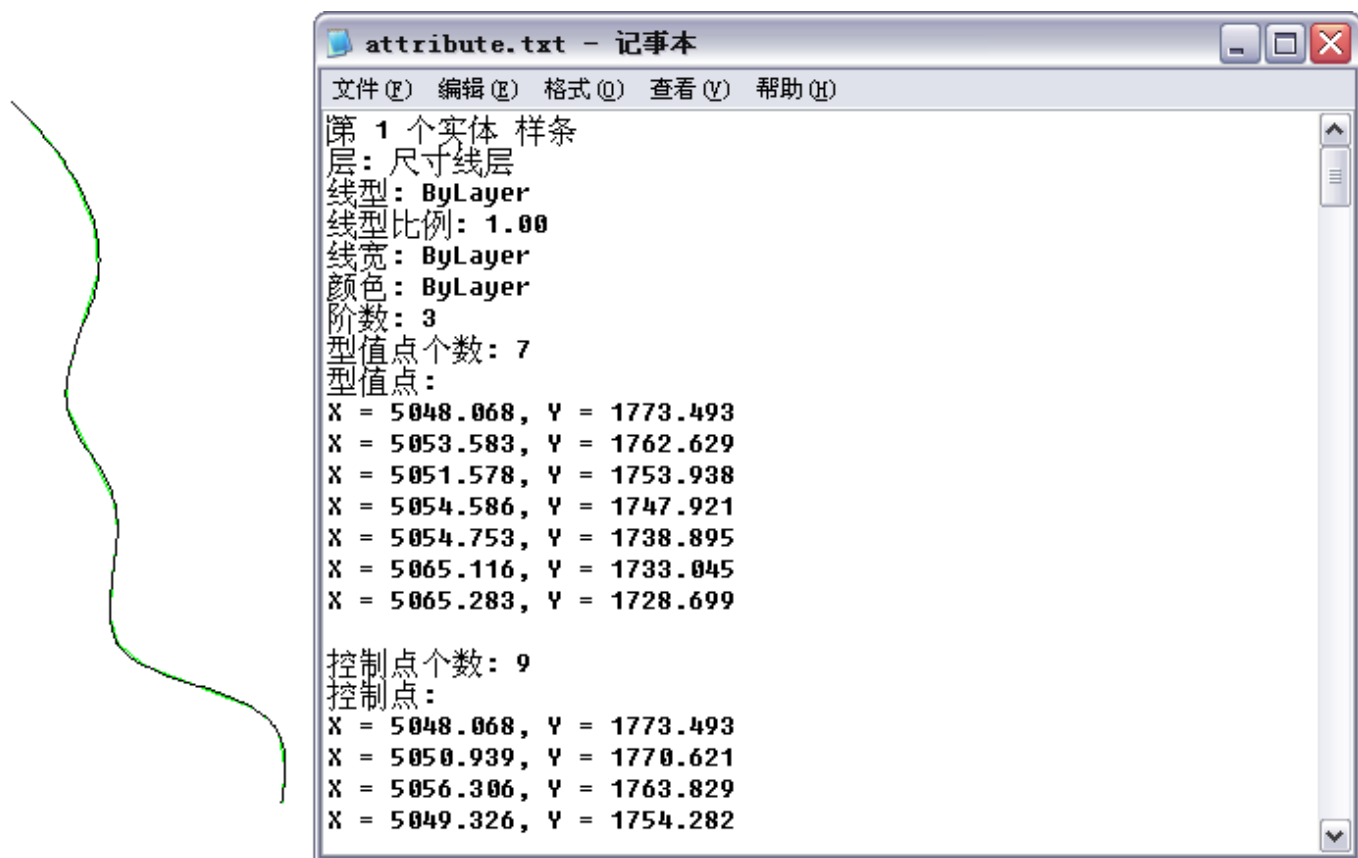 attribute.txt - 记事本
文件(F) 编辑(E) 格式(O) 查看(V) 帮助(H)
第 1 个实体 样条
层: 尺寸线层
线型: ByLayer
线型比例: 1.00
线宽: ByLayer
颜色: ByLayer
阶数: 3
型值点个数: 7
型值点:
X = 5048.068, Y = 1773.493
X = 5053.583, Y = 1762.629
X = 5051.578, Y = 1753.938
X = 5054.586, Y = 1747.921
X = 5054.753, Y = 1738.895
X = 5065.116, Y = 1733.045
X = 5065.283, Y = 1728.699
控制点个数: 9
控制点:
X = 5048.068, Y = 1773.493
X = 5050.939, Y = 1770.621
X = 5056.306, Y = 1763.829
X = 5049.326, Y = 1754.282